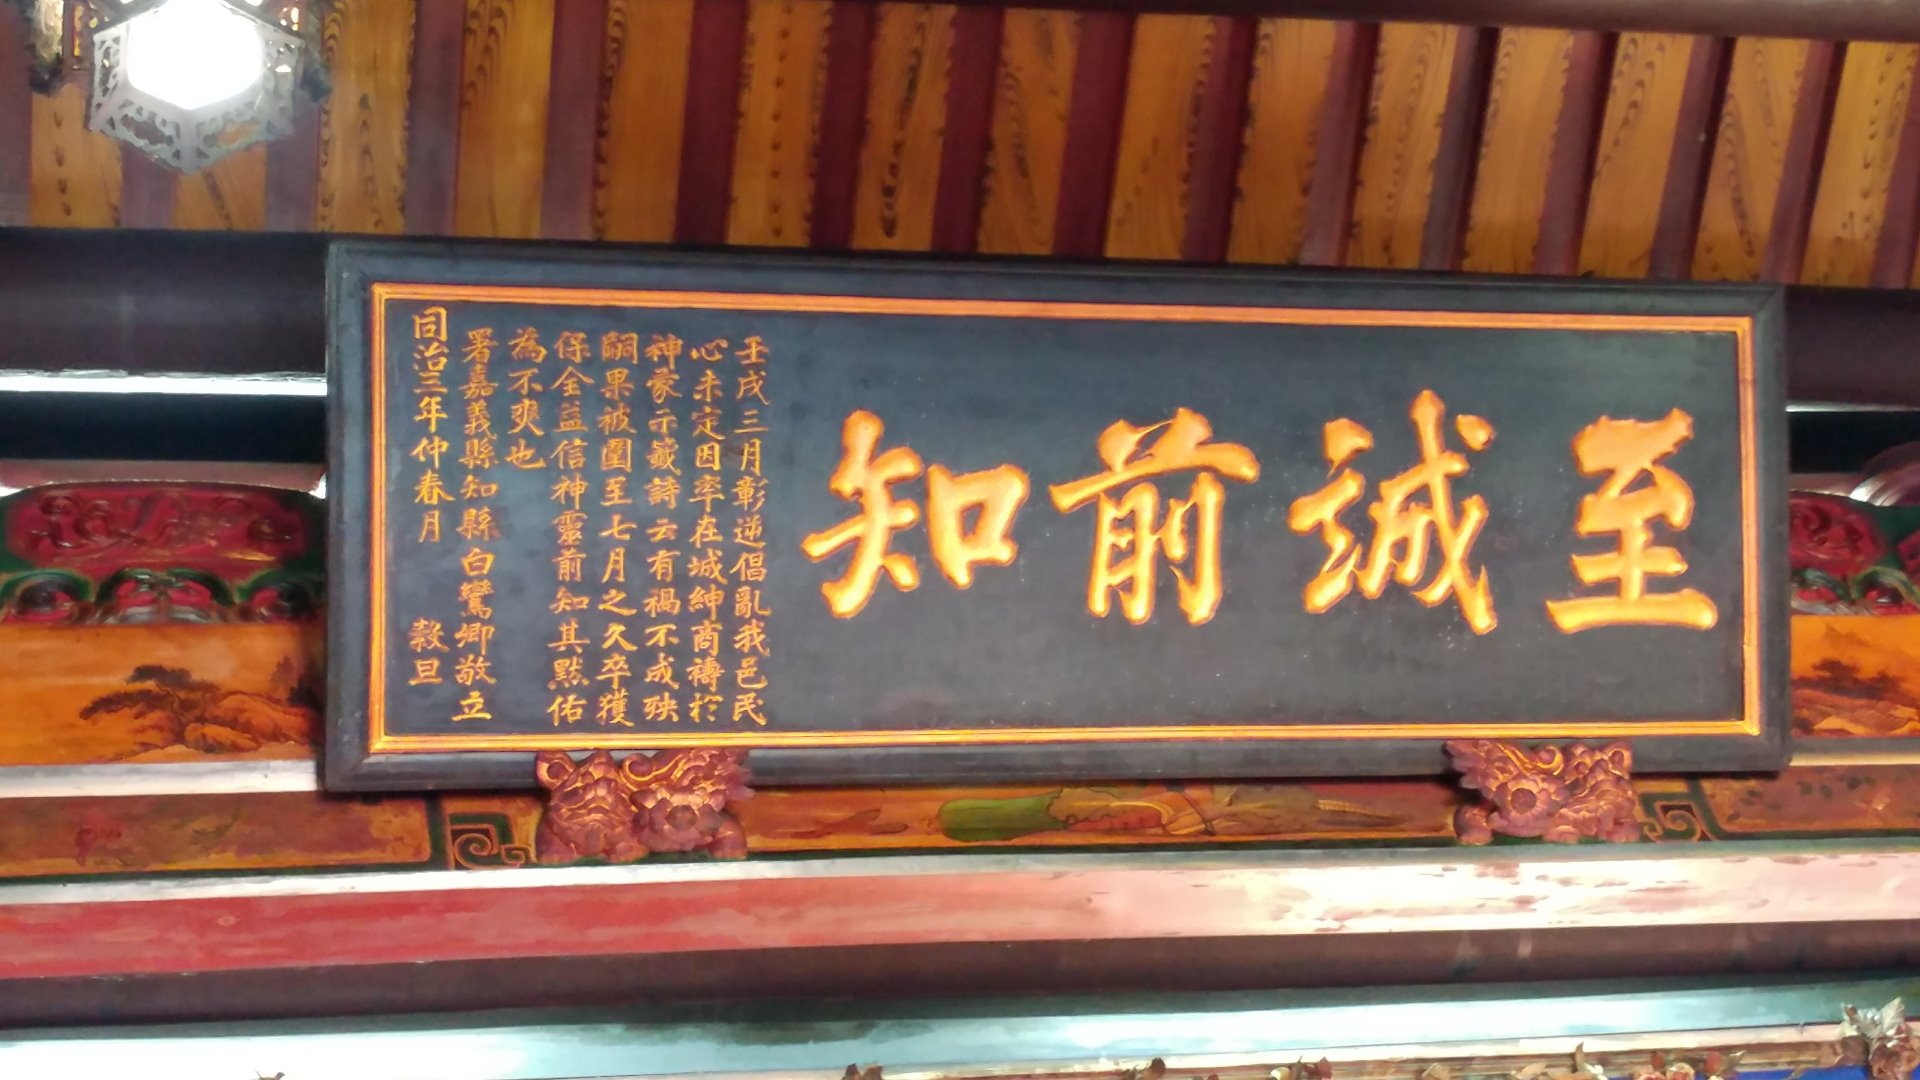 至誠前知
壬戌三月彰逆倡亂我邑民
心未定因率在城紳商禱於
神蒙示籤詩云有禍不成殃
嗣果被圍至七月之久卒獲
保全益信神靈前知其默佑
為不爽也
署嘉義縣知縣白鸞卿敬立
同治三年仲春月 穀旦